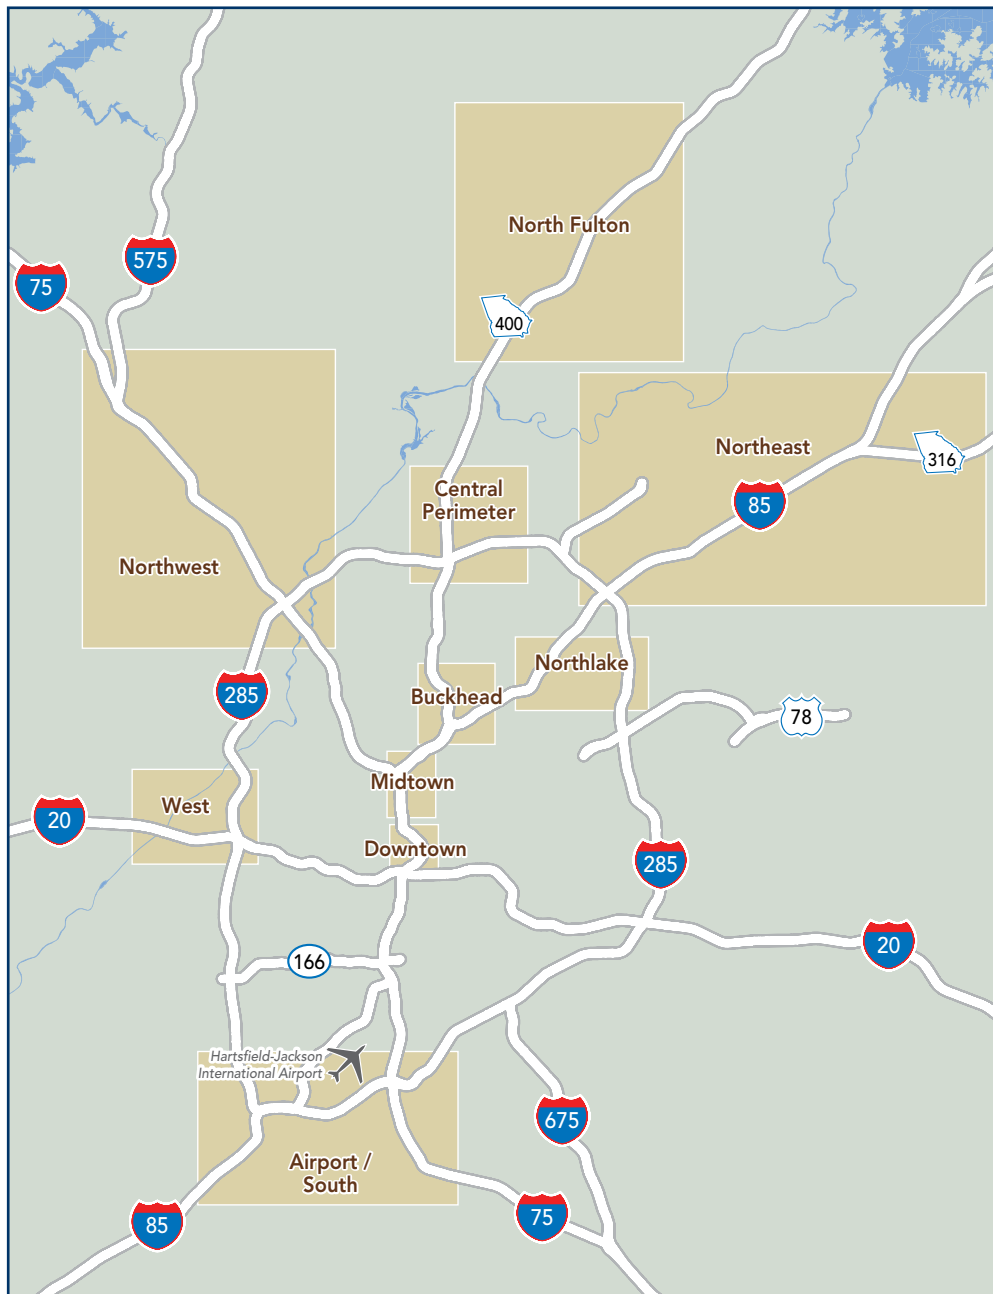 North Fulton
575
75
400
Northeast
316
Central
Perimeter
85
Northwest
Northlake
285
Buckhead
78
Midtown
West
20
Downtown
285
20
166
Hartsfield-Jackson
International Airport
675
Airport /
South
85
75